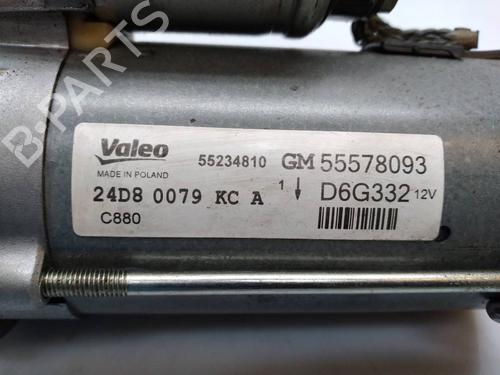 Valeo 55234810 GM 55578093
MADE IN POLAND
24D8 0079 KC A 1 ↓ D6G332 12V
C880
B-PARTS